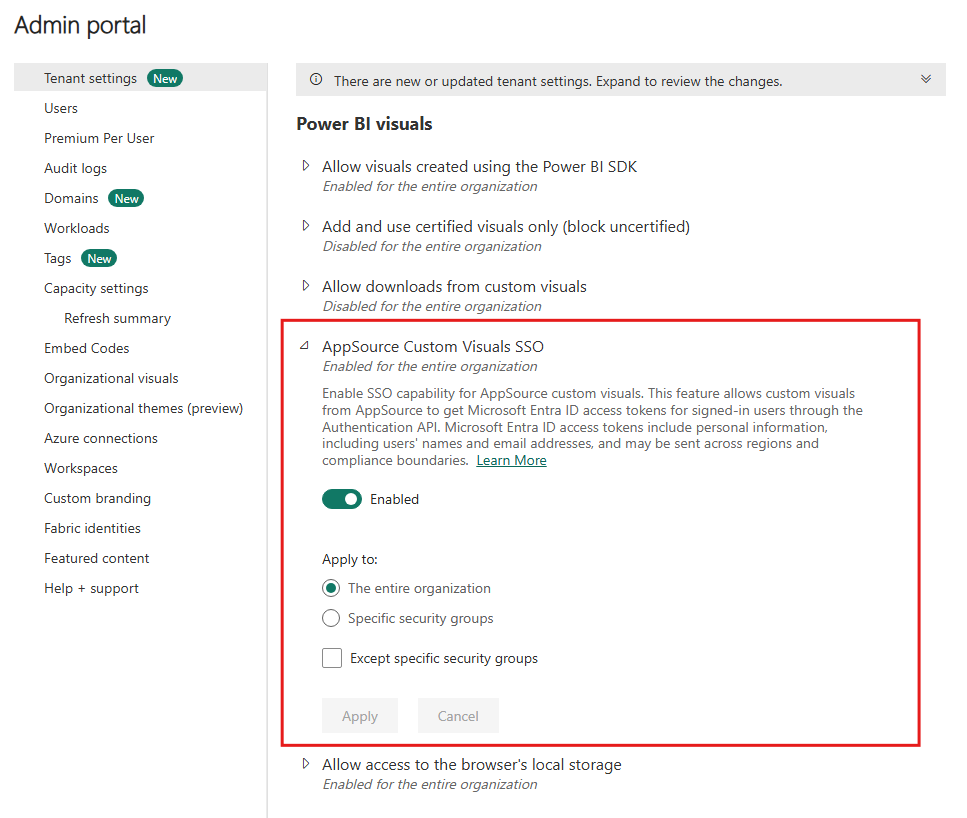 Admin portal
Tenant settings New
Users
Premium Per User
Audit logs
Domains New
Workloads
Tags New
Capacity settings
Refresh summary
Embed Codes
Organizational visuals
Organizational themes (preview)
Azure connections
Workspaces
Custom branding
Fabric identities
Featured content
Help + support
There are new or updated tenant settings. Expand to review the changes.
Power BI visuals
Allow visuals created using the Power BI SDK
Enabled for the entire organization
Add and use certified visuals only (block uncertified)
Disabled for the entire organization
Allow downloads from custom visuals
Disabled for the entire organization
AppSource Custom Visuals SSO
Enabled for the entire organization
Enable SSO capability for AppSource custom visuals. This feature allows custom visuals
from AppSource to get Microsoft Entra ID access tokens for signed-in users through the
Authentication API. Microsoft Entra ID access tokens include personal information,
including users' names and email addresses, and may be sent across regions and
compliance boundaries. Learn More
Enabled
Apply to:
The entire organization
Specific security groups
Except specific security groups
Apply Cancel
Allow access to the browser's local storage
Enabled for the entire organization